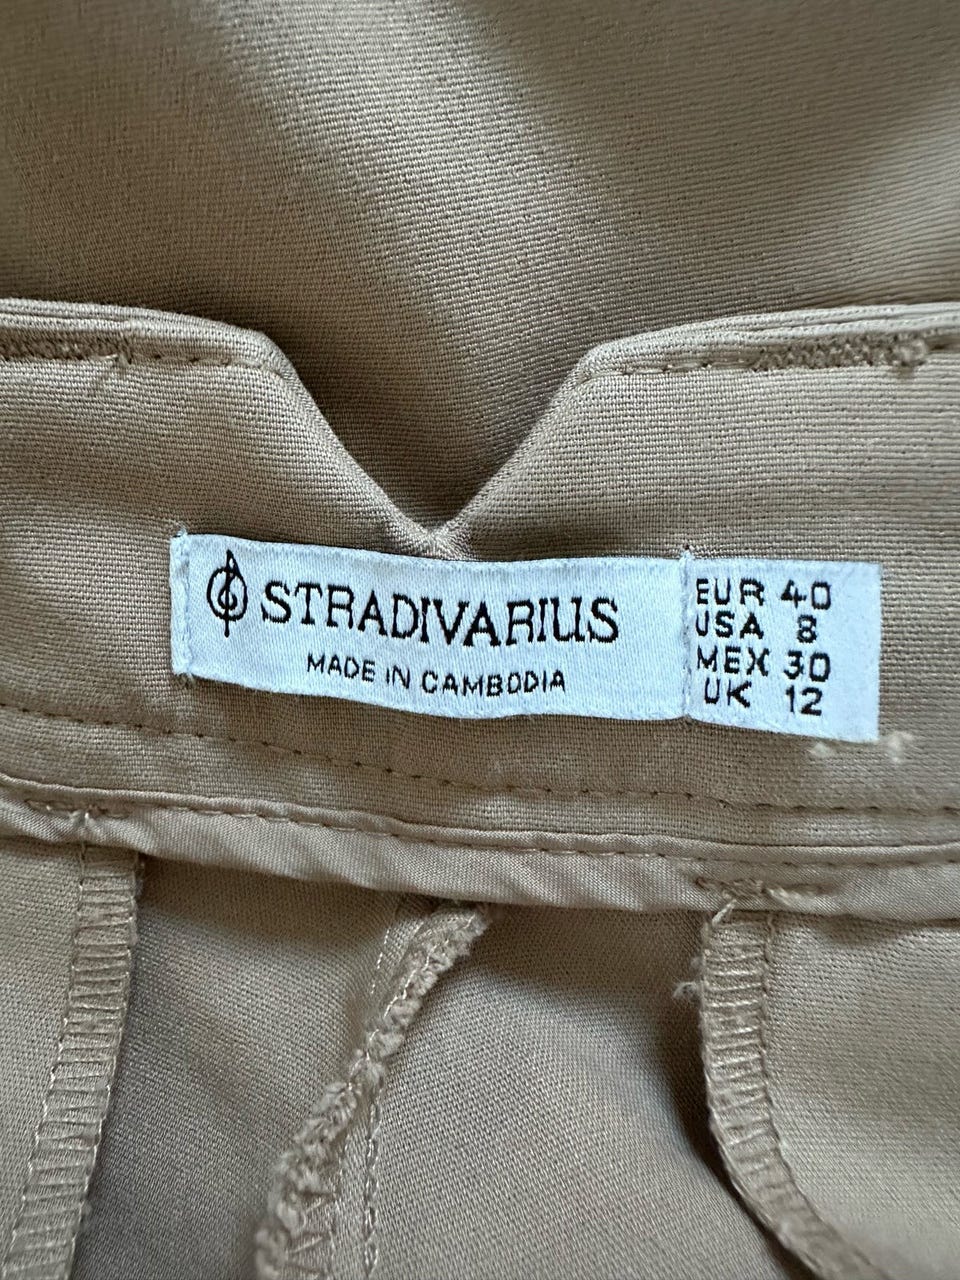 STRADIVARIUS
MADE IN CAMBODIA
EUR 40
USA 8
MEX 30
UK 12